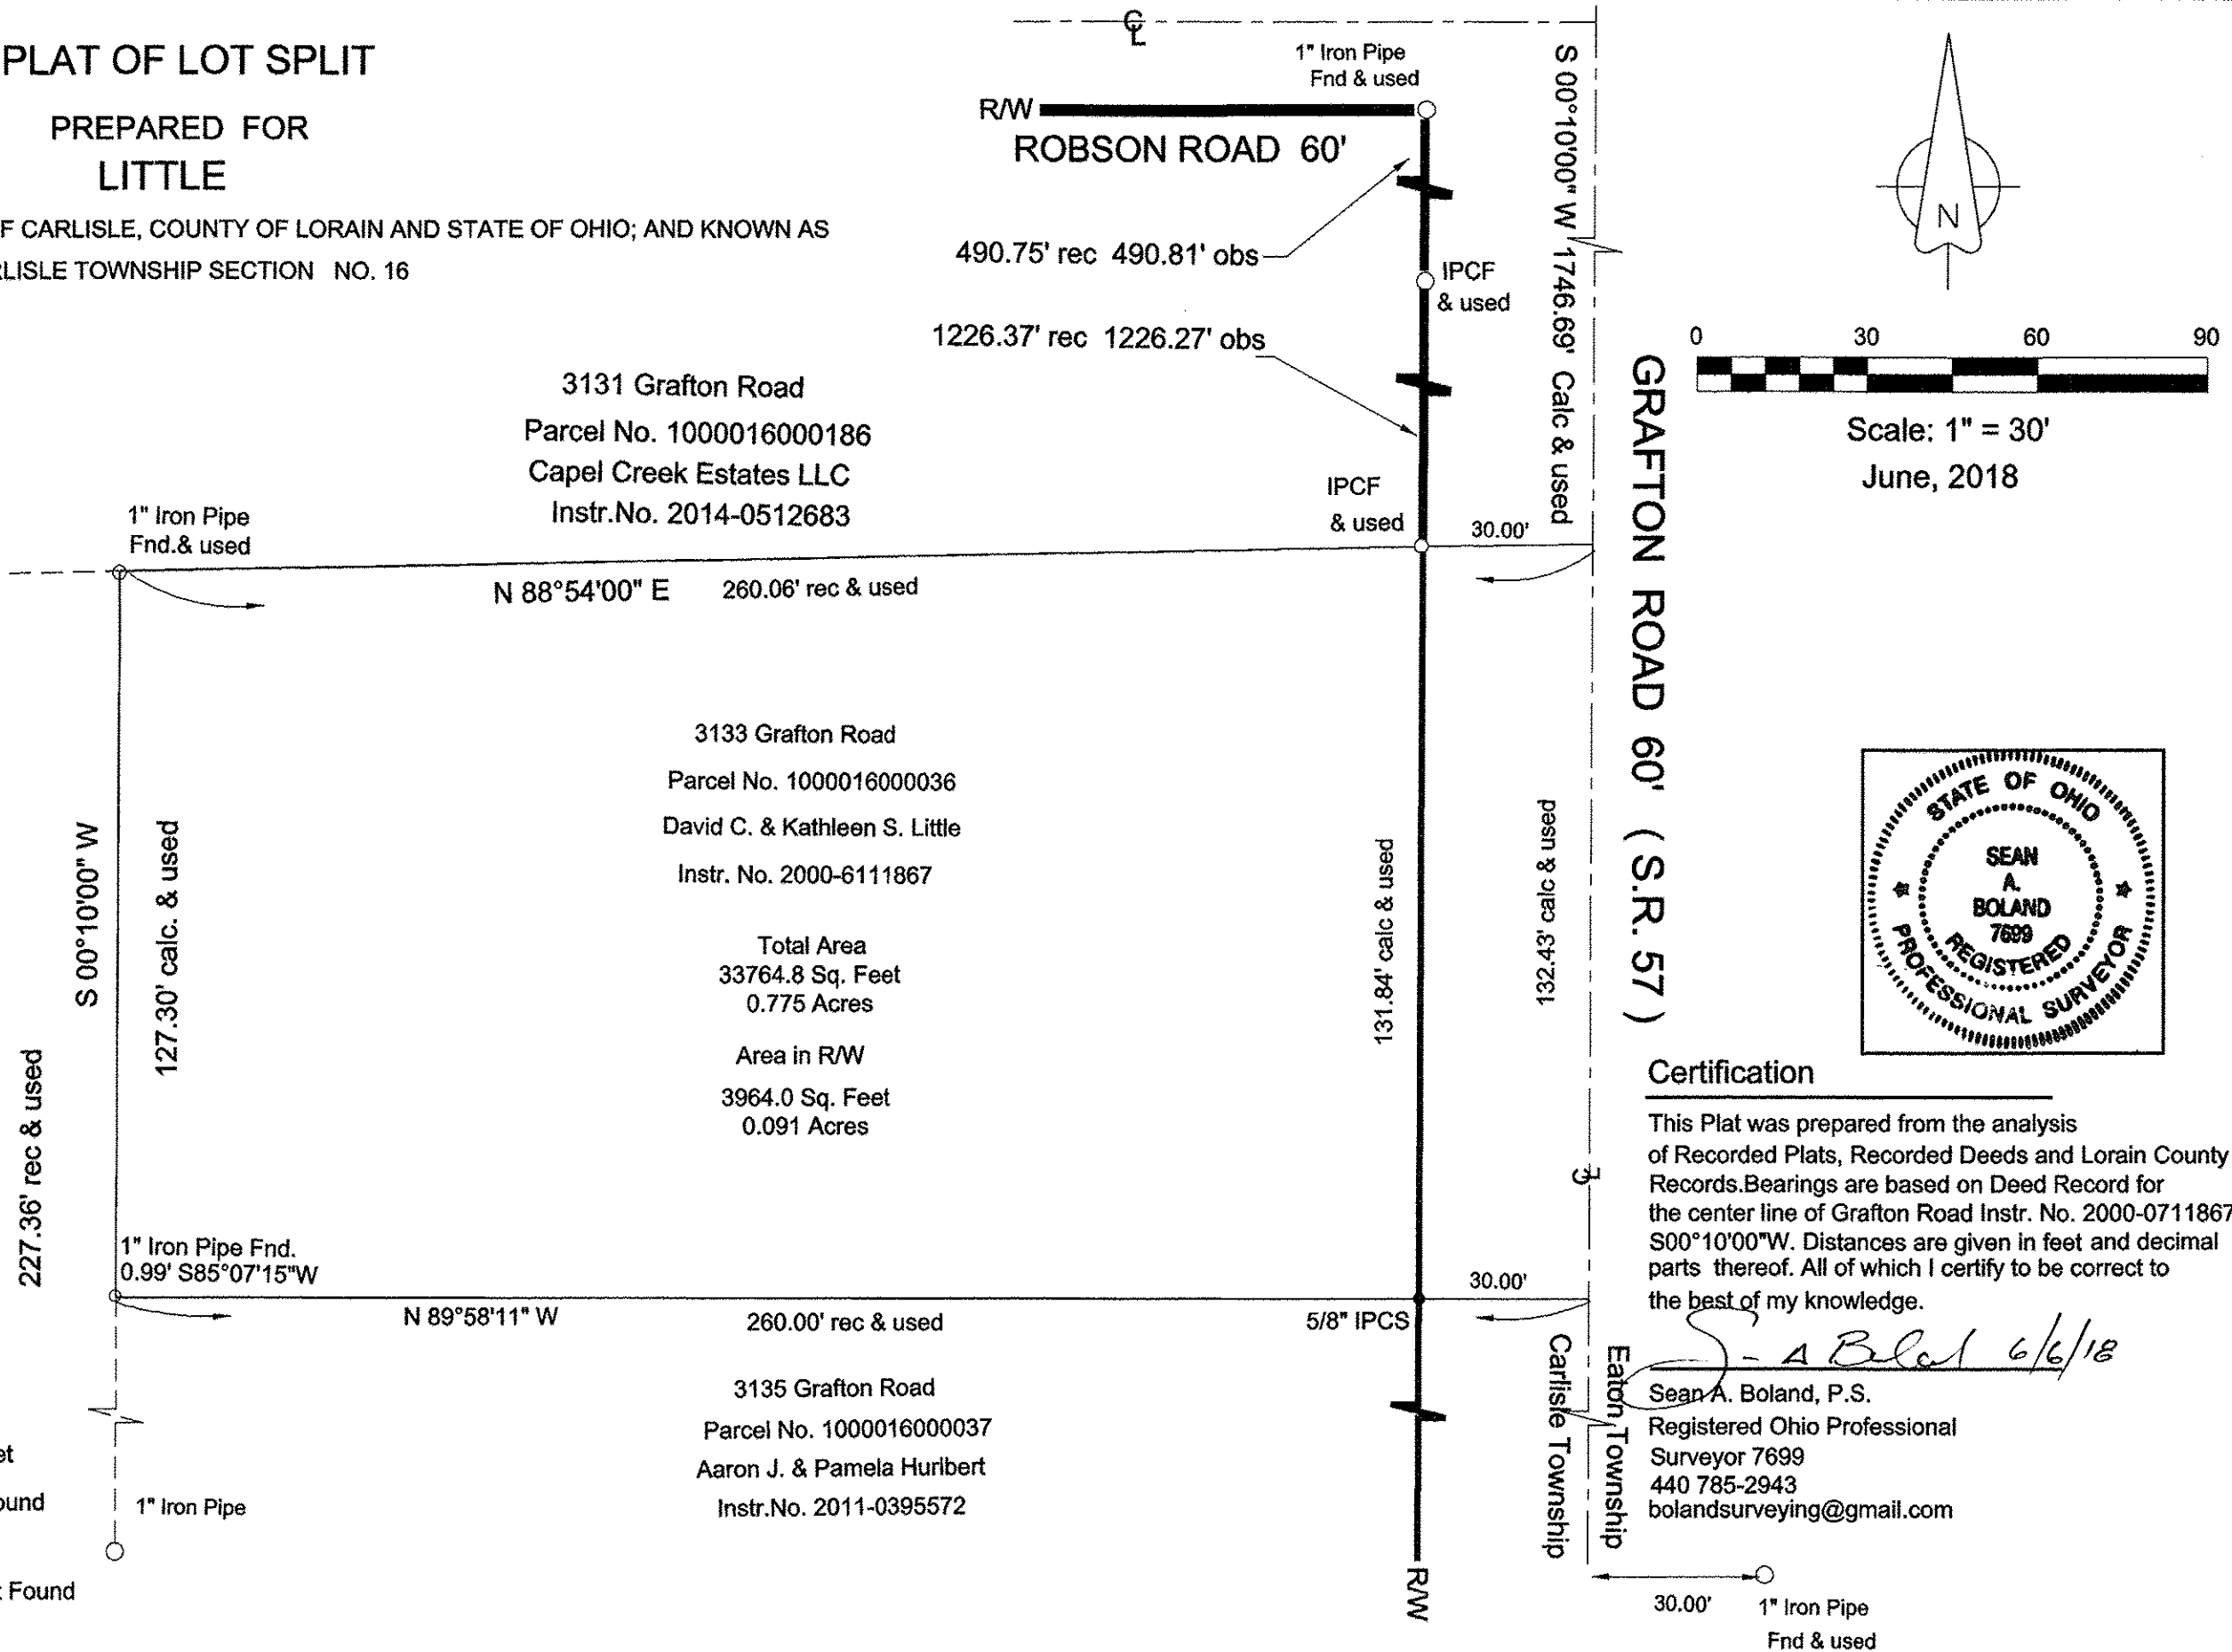 PLAT OF LOT SPLIT
PREPARED FOR
LITTLE
F CARLISLE, COUNTY OF LORAIN AND STATE OF OHIO; AND KNOWN AS
RLISLE TOWNSHIP SECTION NO. 16
℄
1" Iron Pipe
Fnd & used
R/W
ROBSON ROAD 60'
490.75' rec 490.81' obs
IPCF
& used
1226.37' rec 1226.27' obs
S 00°10'00" W 1746.69' Calc & used
IPCF
& used
30.00'
N
0 30 60 90
Scale: 1" = 30'
June, 2018
3131 Grafton Road
Parcel No. 1000016000186
Capel Creek Estates LLC
Instr.No. 2014-0512683
1" Iron Pipe
Fnd.& used
N 88°54'00" E 260.06' rec & used
GRAFTON ROAD 60' ( S.R. 57 )
3133 Grafton Road
Parcel No. 1000016000036
David C. & Kathleen S. Little
Instr. No. 2000-6111867
Total Area
33764.8 Sq. Feet
0.775 Acres
Area in R/W
3964.0 Sq. Feet
0.091 Acres
S 00°10'00" W
127.30' calc. & used
227.36' rec & used
131.84' calc & used
132.43' calc & used
℄
STATE OF OHIO
SEAN
A.
BOLAND
7699
REGISTERED
PROFESSIONAL SURVEYOR
Certification
This Plat was prepared from the analysis
of Recorded Plats, Recorded Deeds and Lorain County
Records.Bearings are based on Deed Record for
the center line of Grafton Road Instr. No. 2000-0711867
S00°10'00"W. Distances are given in feet and decimal
parts thereof. All of which I certify to be correct to
the best of my knowledge.
6/6/18
Sean A. Boland, P.S.
Registered Ohio Professional
Surveyor 7699
440 785-2943
bolandsurveying@gmail.com
1" Iron Pipe Fnd.
0.99' S85°07'15"W
N 89°58'11" W 260.00' rec & used
5/8" IPCS
30.00'
3135 Grafton Road
Parcel No. 1000016000037
Aaron J. & Pamela Hurlbert
Instr.No. 2011-0395572
Carlisle Township
Eaton Township
et
ound
1" Iron Pipe
Found
R/W
30.00'
1" Iron Pipe
Fnd & used